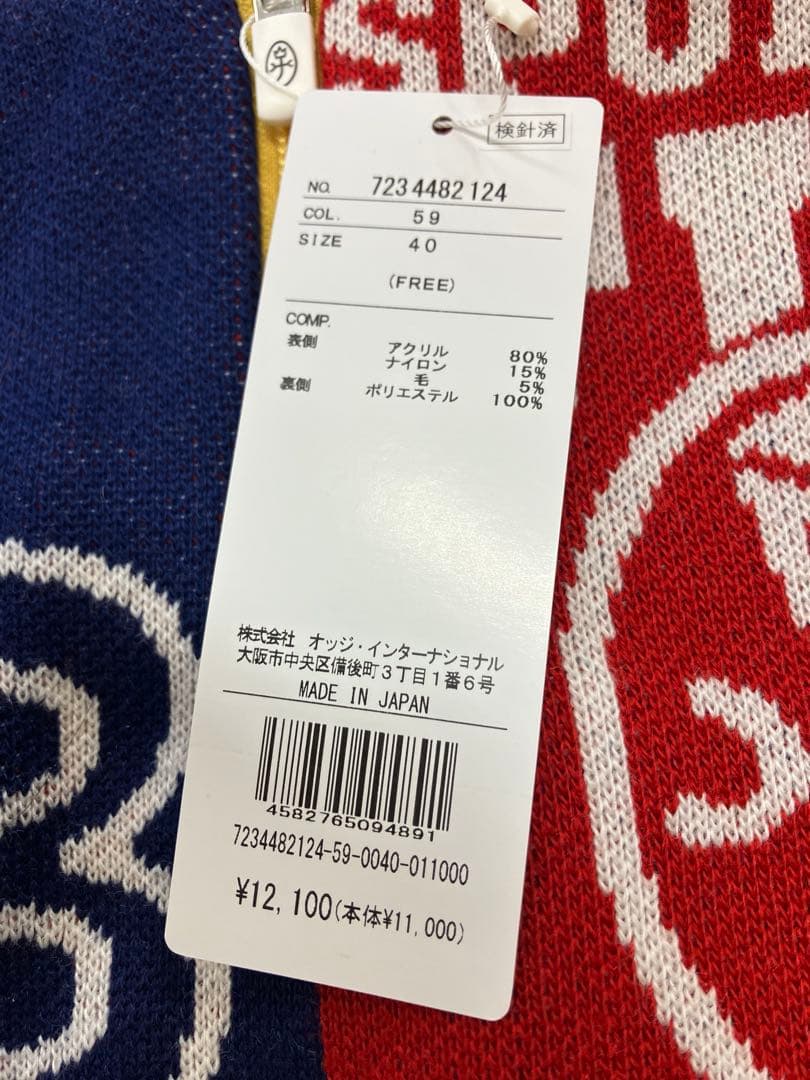 検針済
NO. 7234482124
COL. 59
SIZE 40
(FREE)
COMP.
表側 アクリル 80%
ナイロン 15%
毛 5%
裏側 ポリエステル 100%
株式会社 オッジ・インターナショナル
大阪市中央区備後町3丁目1番6号
MADE IN JAPAN
4582765094891
7234482124-59-0040-011000
¥12,100(本体¥11,000)